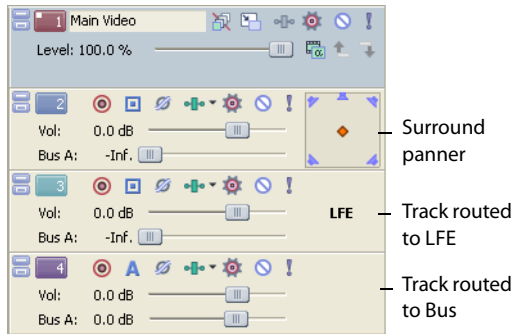 1 Main Video
Level: 100.0 %
α
2
Vol: 0.0 dB
Bus A: -Inf.
Surround
panner
3
Vol: 0.0 dB
LFE
Bus A: -Inf.
Track routed
to LFE
4
A
Vol: 0.0 dB
Bus A: 0.0 dB
Track routed
to Bus